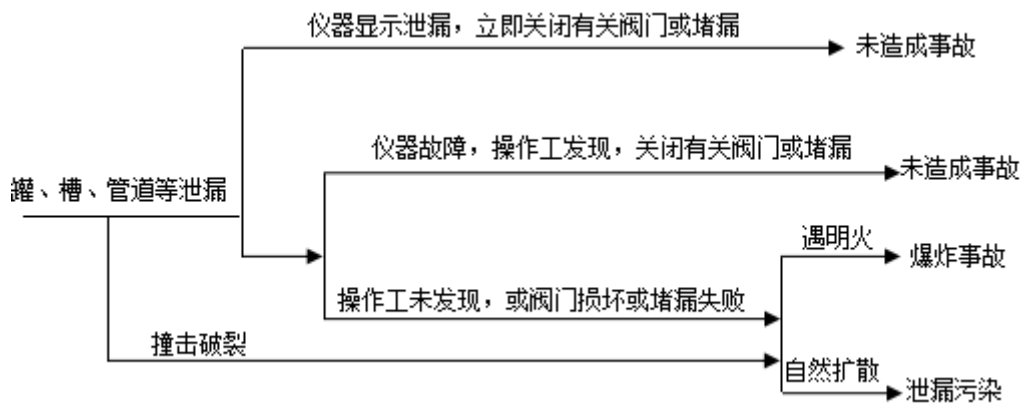 仪器显示泄漏，立即关闭有关阀门或堵漏
未造成事故
仪器故障，操作工发现，关闭有关阀门或堵漏
未造成事故
罐、槽、管道等泄漏
遇明火
爆炸事故
操作工未发现，或阀门损坏或堵漏失败
撞击破裂
自然扩散
泄漏污染